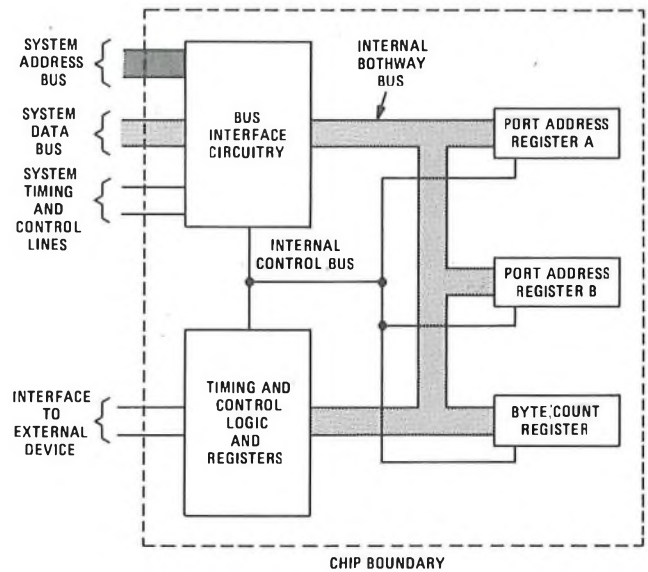 SYSTEM
ADDRESS
BUS
INTERNAL
BOTHWAY
BUS
SYSTEM
DATA
BUS
BUS
INTERFACE
CIRCUITRY
PORT ADDRESS
REGISTER A
SYSTEM
TIMING
AND
CONTROL
LINES
INTERNAL
CONTROL BUS
PORT ADDRESS
REGISTER B
INTERFACE
TO
EXTERNAL
DEVICE
TIMING AND
CONTROL
LOGIC
AND
REGISTERS
BYTE COUNT
REGISTER
CHIP BOUNDARY